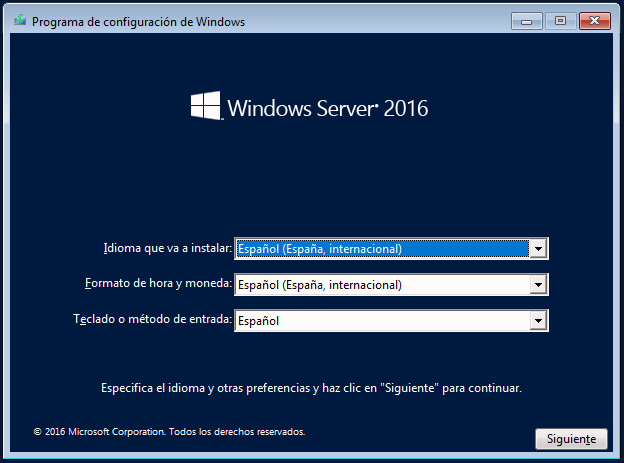 Programa de configuración de Windows
Windows Server® 2016
Idioma que va a instalar: Español (España, internacional)
Formato de hora y moneda: Español (España, internacional)
Teclado o método de entrada: Español
Especifica el idioma y otras preferencias y haz clic en "Siguiente" para continuar.
© 2016 Microsoft Corporation. Todos los derechos reservados.
Siguiente